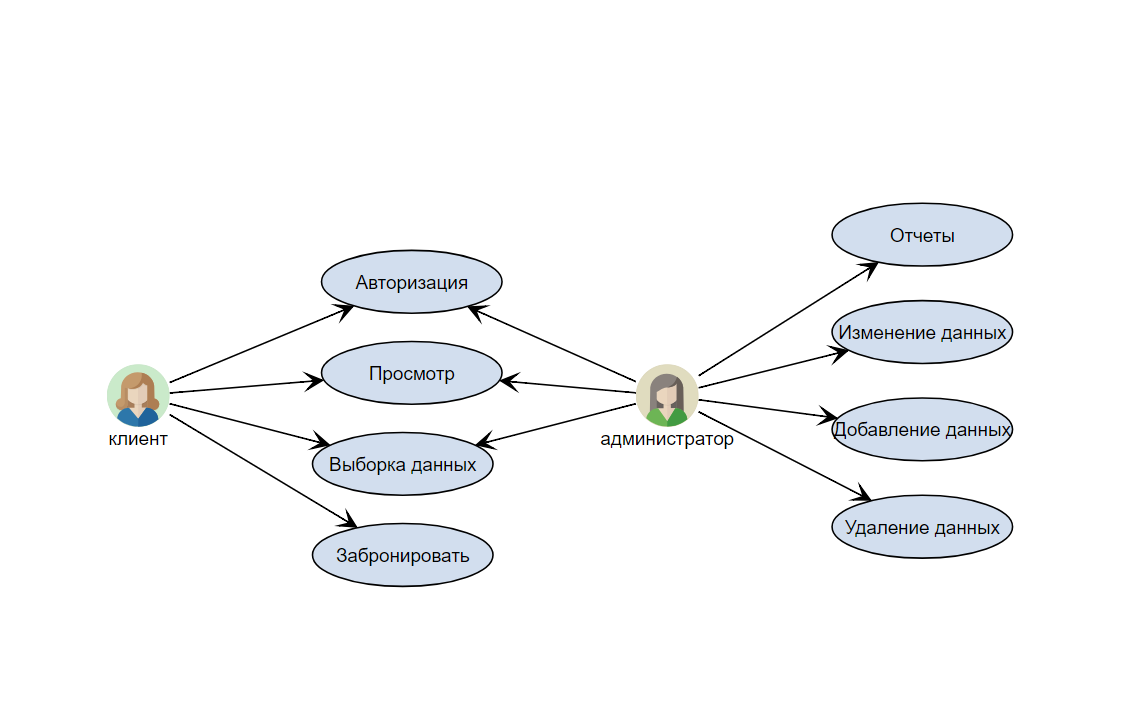 Отчеты
Авторизация
Изменение данных
Просмотр
клиент
администратор
Добавление данных
Выборка данных
Удаление данных
Забронировать